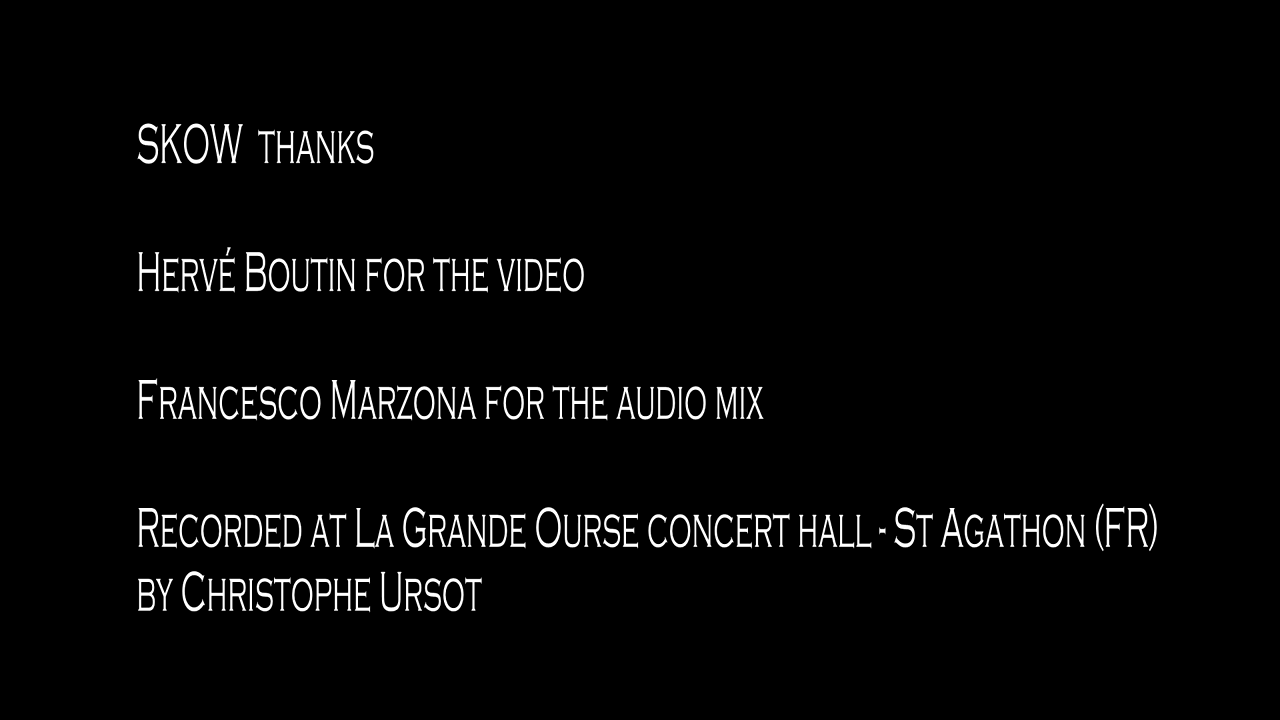 SKOW thanks
Hervé Boutin for the video
Francesco Marzona for the audio mix
Recorded at La Grande Ourse concert hall - St Agathon (FR)
by Christophe Ursot